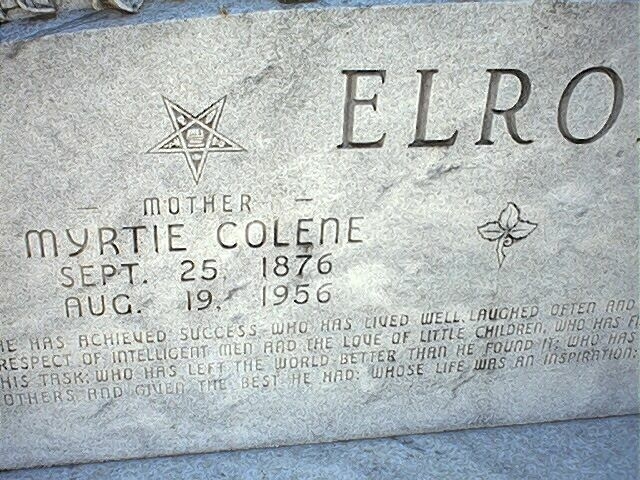 ELRO
— MOTHER —
MYRTIE COLENE
SEPT. 25, 1876
AUG. 19, 1956
HE HAS ACHIEVED SUCCESS WHO HAS LIVED WELL, LAUGHED OFTEN AND
RESPECT OF INTELLIGENT MEN AND THE LOVE OF LITTLE CHILDREN, WHO HAS
HIS TASK; WHO HAS LEFT THE WORLD BETTER THAN HE FOUND IT; WHO HAS
OTHERS AND GIVEN THE BEST HE HAD: WHOSE LIFE WAS AN INSPIRATION: